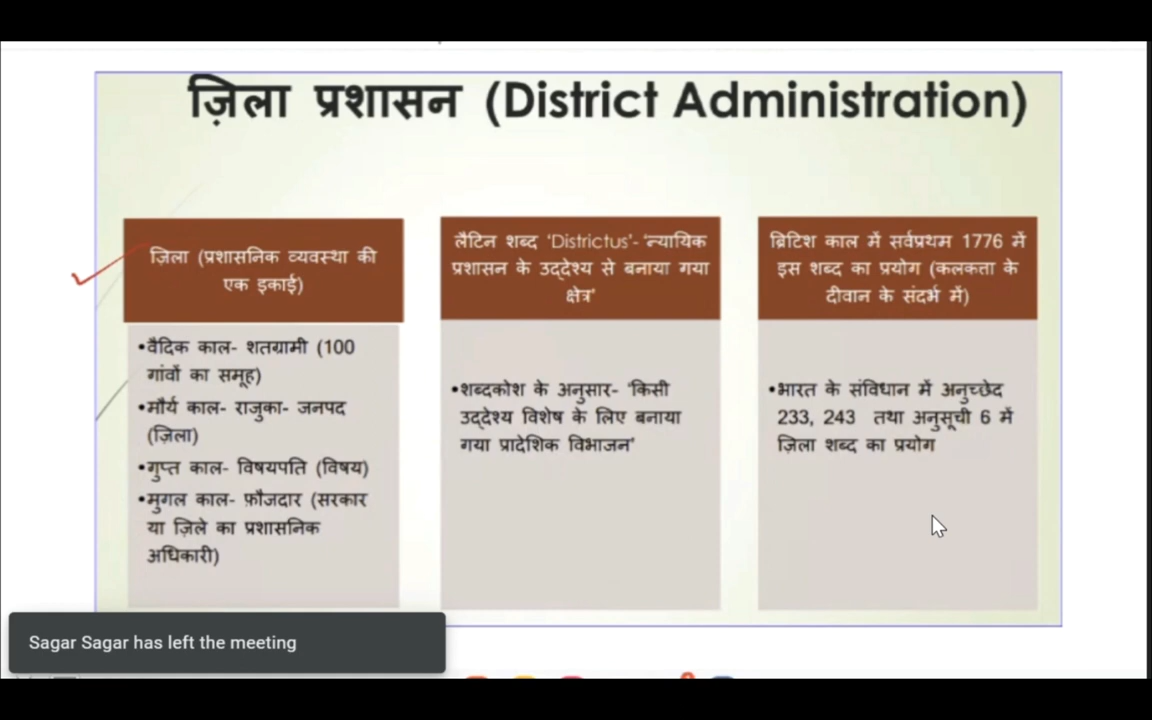 ज़िला प्रशासन (District Administration)
ज़िला (प्रशासनिक व्यवस्था की
एक इकाई)
•वैदिक काल- शतग्रामी (100
गांवों का समूह)
•मौर्य काल- राजुका- जनपद
(ज़िला)
•गुप्त काल- विषयपति (विषय)
•मुगल काल- फ़ौजदार (सरकार
या ज़िले का प्रशासनिक
अधिकारी)
लैटिन शब्द 'Districtus'- 'न्यायिक
प्रशासन के उद्देश्य से बनाया गया
क्षेत्र'
•शब्दकोश के अनुसार- 'किसी
उद्देश्य विशेष के लिए बनाया
गया प्रादेशिक विभाजन'
ब्रिटिश काल में सर्वप्रथम 1776 में
इस शब्द का प्रयोग (कलकता के
दीवान के संदर्भ में)
•भारत के संविधान में अनुच्छेद
233, 243 तथा अनुसूची 6 में
ज़िला शब्द का प्रयोग
Sagar Sagar has left the meeting